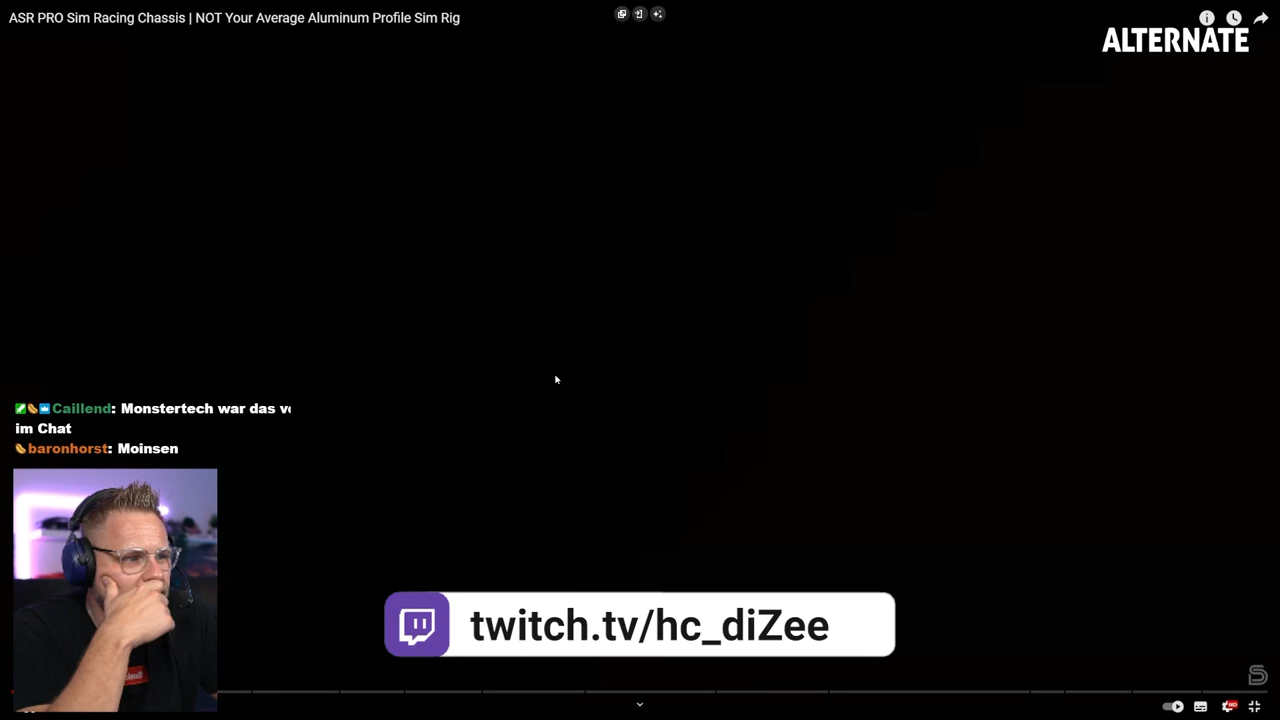 ASR PRO Sim Racing Chassis | NOT Your Average Aluminum Profile Sim Rig
ALTERNATE
Caillend: Monstertech war das
im Chat
baronhorst: Moinsen
twitch.tv/hc_diZee
HD